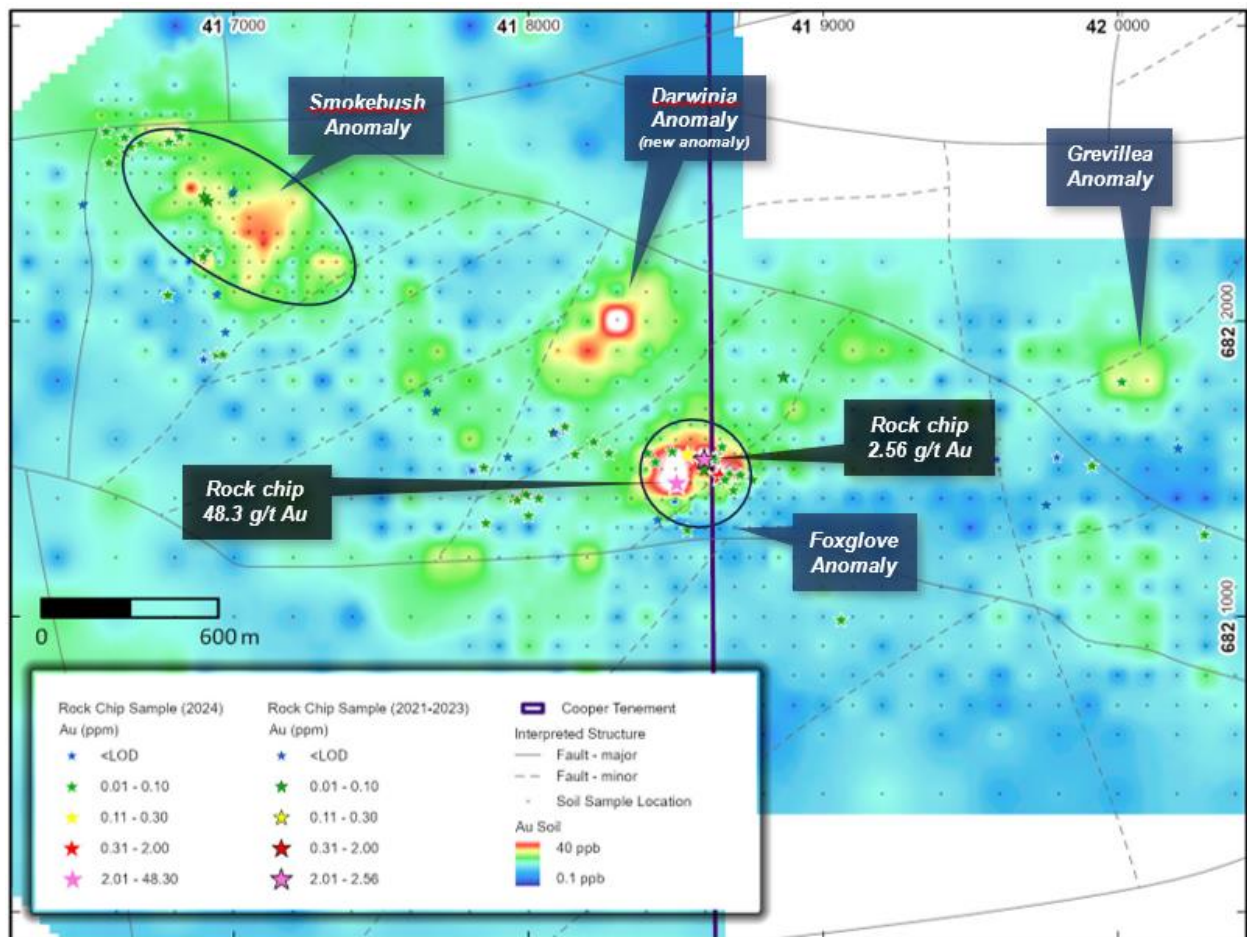 41 7000
41 8000
41 9000
42 0000
Smokebush
Anomaly
Darwinia
Anomaly
(new anomaly)
Grevillea
Anomaly
682 2000
Rock chip
2.56 g/t Au
Rock chip
48.3 g/t Au
Foxglove
Anomaly
682 1000
0 600 m
Rock Chip Sample (2024)
Au (ppm)
<LOD
0.01 - 0.10
0.11 - 0.30
0.31 - 2.00
2.01 - 48.30
Rock Chip Sample (2021-2023)
Au (ppm)
<LOD
0.01 - 0.10
0.11 - 0.30
0.31 - 2.00
2.01 - 2.56
Cooper Tenement
Interpreted Structure
Fault - major
Fault - minor
Soil Sample Location
Au Soil
40 ppb
0.1 ppb